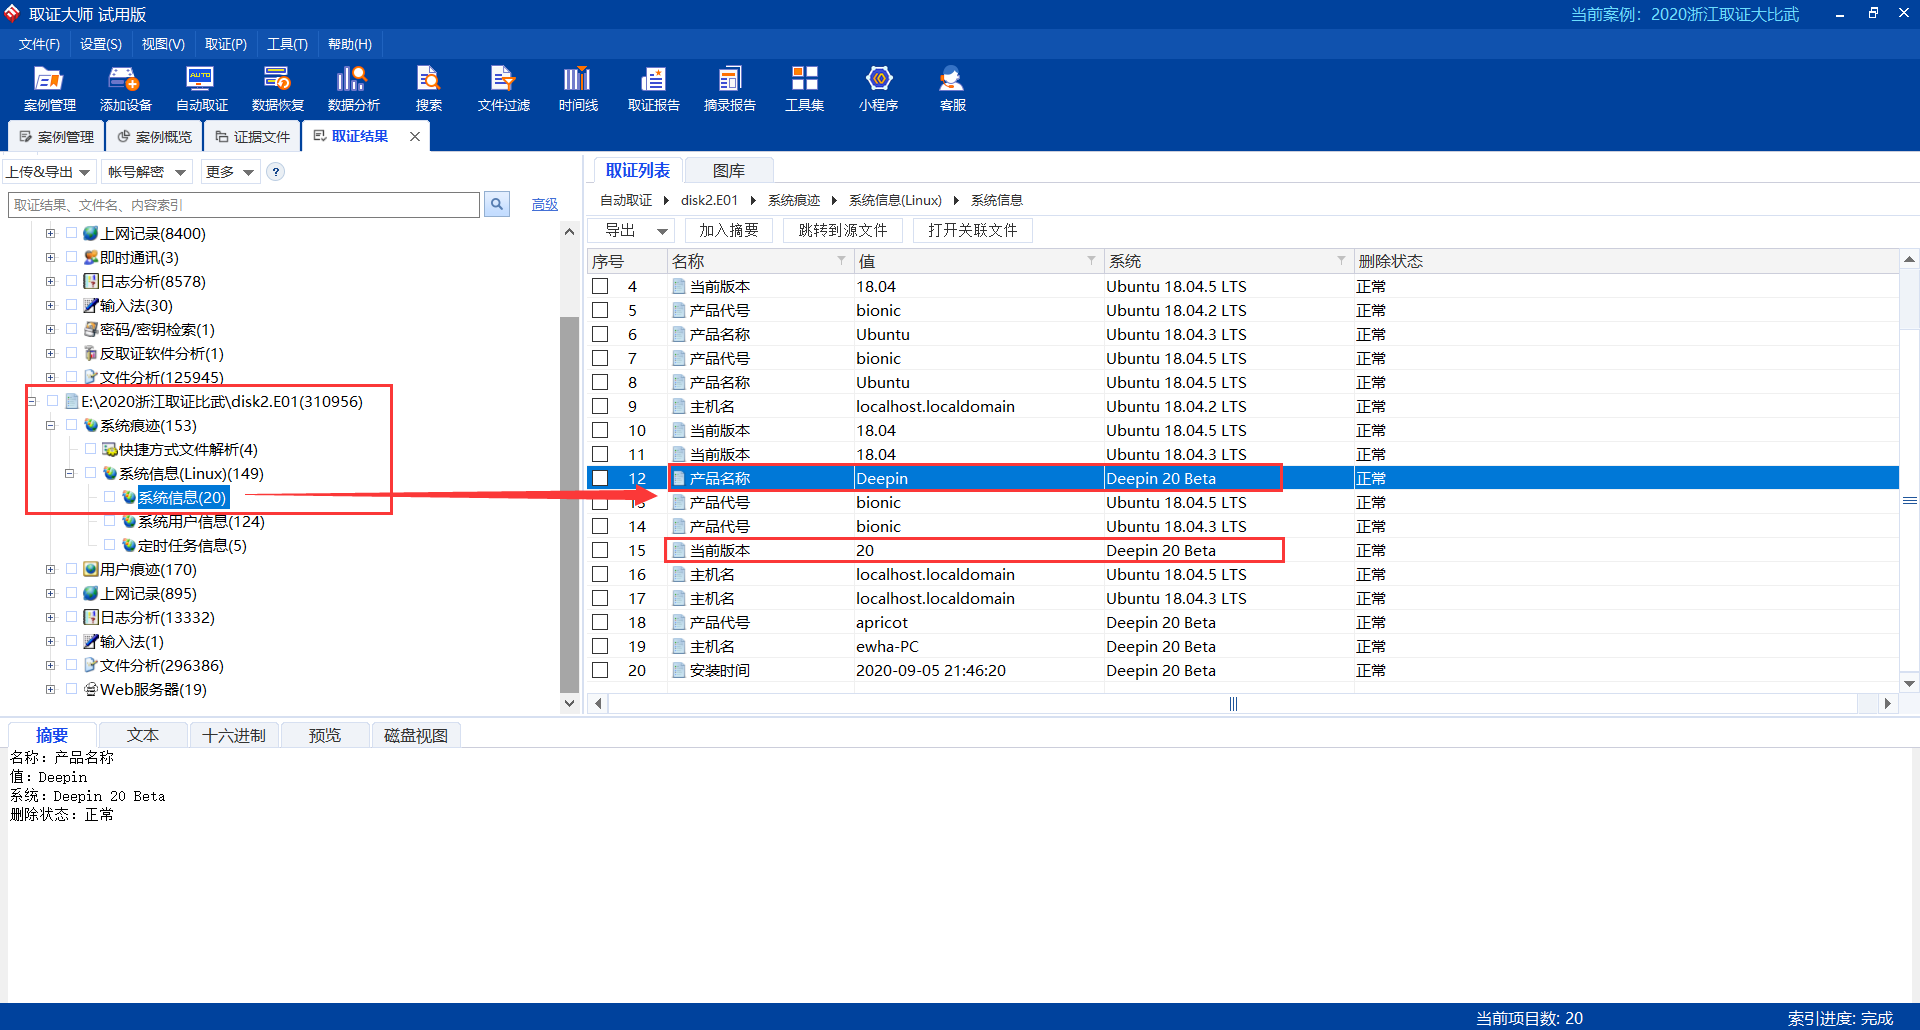 取证大师 试用版
当前案例：2020浙江取证大比武
文件(F) 设置(S) 视图(V) 取证(P) 工具(T) 帮助(H)
AUTO
案例管理 添加设备 自动取证 数据恢复 数据分析 搜索 文件过滤 时间线 取证报告 摘录报告 工具集 小程序 客服
案例管理 案例概览 证据文件 取证结果
上传&导出 帐号解密 更多 ?
取证结果、文件名、内容索引 高级
上网记录(8400)
即时通讯(3)
日志分析(8578)
输入法(30)
密码/密钥检索(1)
反取证软件分析(1)
文件分析(125945)
E:\2020浙江取证比武\disk2.E01(310956)
系统痕迹(153)
快捷方式文件解析(4)
系统信息(Linux)(149)
系统信息(20)
系统用户信息(124)
定时任务信息(5)
用户痕迹(170)
上网记录(895)
日志分析(13332)
输入法(1)
文件分析(296386)
Web服务器(19)
取证列表 图库
自动取证 disk2.E01 系统痕迹 系统信息(Linux) 系统信息
导出 加入摘要 跳转到源文件 打开关联文件
序号 名称 值 系统 删除状态
4 当前版本 18.04 Ubuntu 18.04.5 LTS 正常
5 产品代号 bionic Ubuntu 18.04.2 LTS 正常
6 产品名称 Ubuntu Ubuntu 18.04.3 LTS 正常
7 产品代号 bionic Ubuntu 18.04.5 LTS 正常
8 产品名称 Ubuntu Ubuntu 18.04.5 LTS 正常
9 主机名 localhost.localdomain Ubuntu 18.04.2 LTS 正常
10 当前版本 18.04 Ubuntu 18.04.5 LTS 正常
11 当前版本 18.04 Ubuntu 18.04.3 LTS 正常
12 产品名称 Deepin Deepin 20 Beta 正常
13 产品代号 bionic Ubuntu 18.04.5 LTS 正常
14 产品代号 bionic Ubuntu 18.04.3 LTS 正常
15 当前版本 20 Deepin 20 Beta 正常
16 主机名 localhost.localdomain Ubuntu 18.04.5 LTS 正常
17 主机名 localhost.localdomain Ubuntu 18.04.3 LTS 正常
18 产品代号 apricot Deepin 20 Beta 正常
19 主机名 ewha-PC Deepin 20 Beta 正常
20 安装时间 2020-09-05 21:46:20 Deepin 20 Beta 正常
摘要 文本 十六进制 预览 磁盘视图
名称：产品名称
值：Deepin
系统：Deepin 20 Beta
删除状态：正常
当前项目数: 20 索引进度: 完成